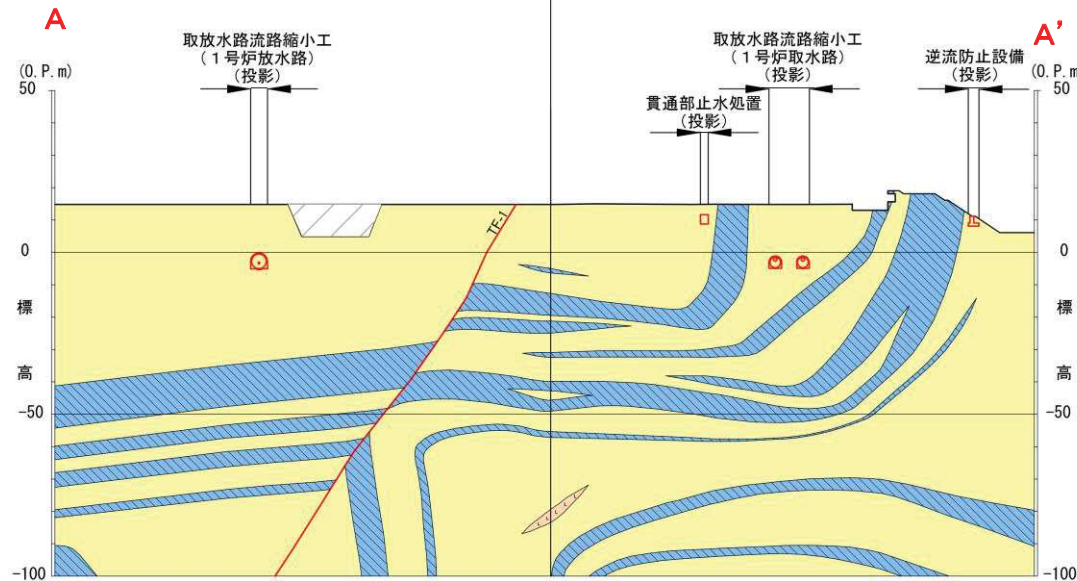 A
A'
取放水路流路縮小工
（１号炉放水路）
（投影）
取放水路流路縮小工
（１号炉取水路）
（投影）
逆流防止設備
（投影）
貫通部止水処置
（投影）
(O.P.m)
(O.P.m)
50
50
TF-1
0
0
標
高
標
高
-50
-50
-100
-100